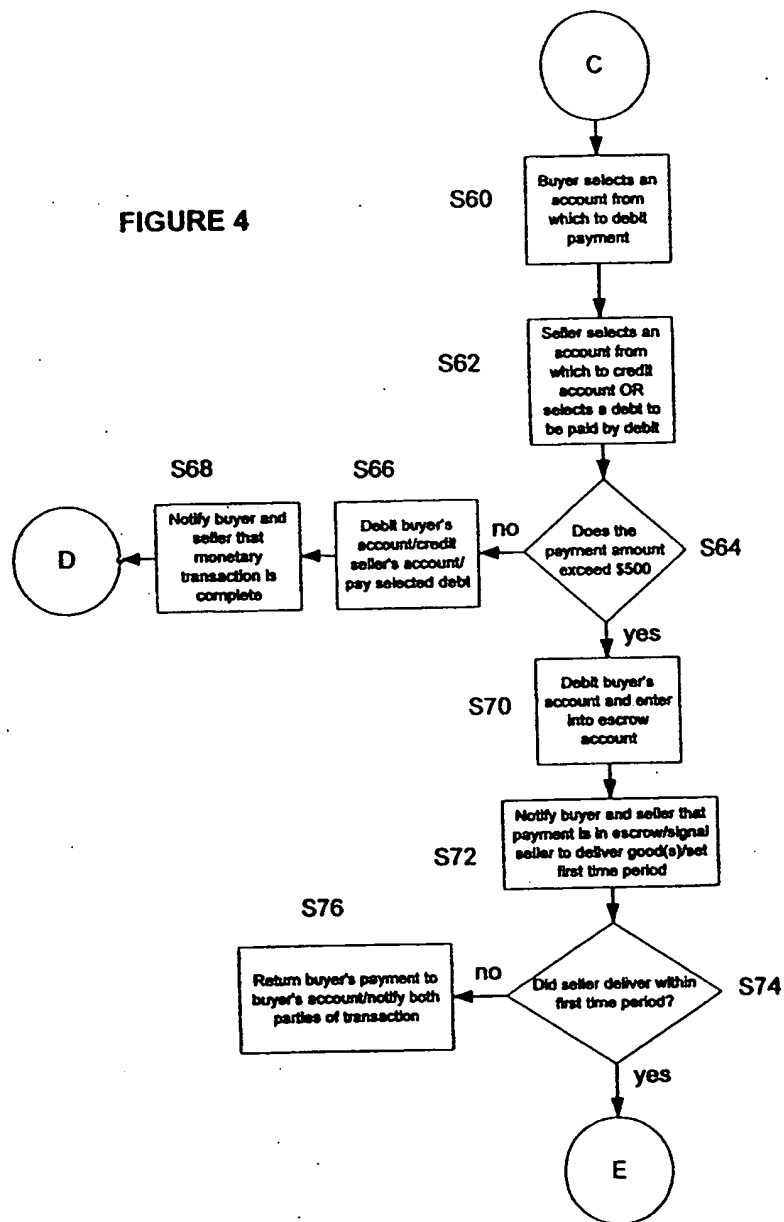 C
FIGURE 4
S60
Buyer selects an
account from
which to debit
payment
S62
Seller selects an
account from
which to credit
account OR
selects a debt to
be paid by debit
S68
Notify buyer and
seller that
monetary
transaction is
complete
S66
Debit buyer's
account/credit
seller's account/
pay selected debt
no
Does the
payment amount
exceed $500
S64
D
yes
S70
Debit buyer's
account and enter
into escrow
account
S72
Notify buyer and seller that
payment is in escrow/signal
seller to deliver good(s)/set
first time period
S76
Return buyer's payment to
buyer's account/notify both
parties of transaction
no
Did seller deliver within
first time period?
S74
yes
E